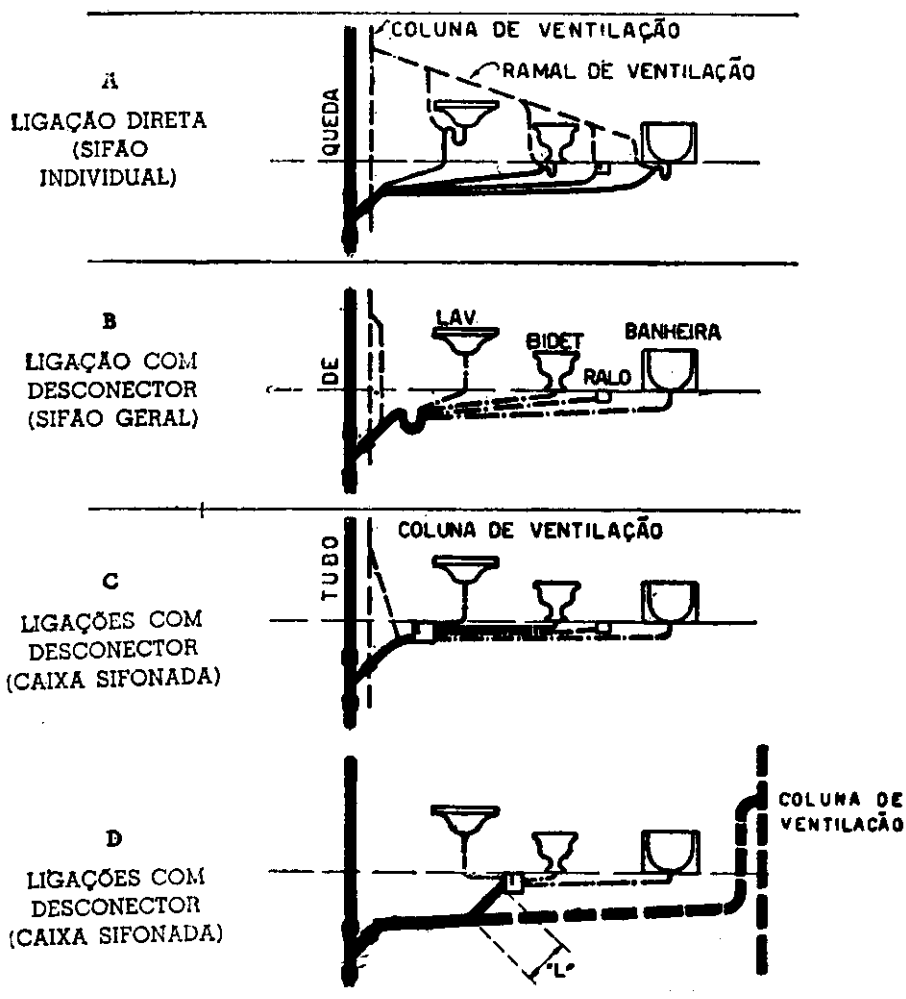 COLUNA DE VENTILAÇÃO
RAMAL DE VENTILAÇÃO
QUEDA
A
LIGAÇÃO DIRETA
(SIFÃO
INDIVIDUAL)
B
LIGAÇÃO COM
DESCONECTOR
(SIFÃO GERAL)
DE
LAV.
BIDET
RALO
BANHEIRA
C
LIGAÇÕES COM
DESCONECTOR
(CAIXA SIFONADA)
TUBO
COLUNA DE VENTILAÇÃO
D
LIGAÇÕES COM
DESCONECTOR
(CAIXA SIFONADA)
COLUNA DE
VENTILACÃO
"L"